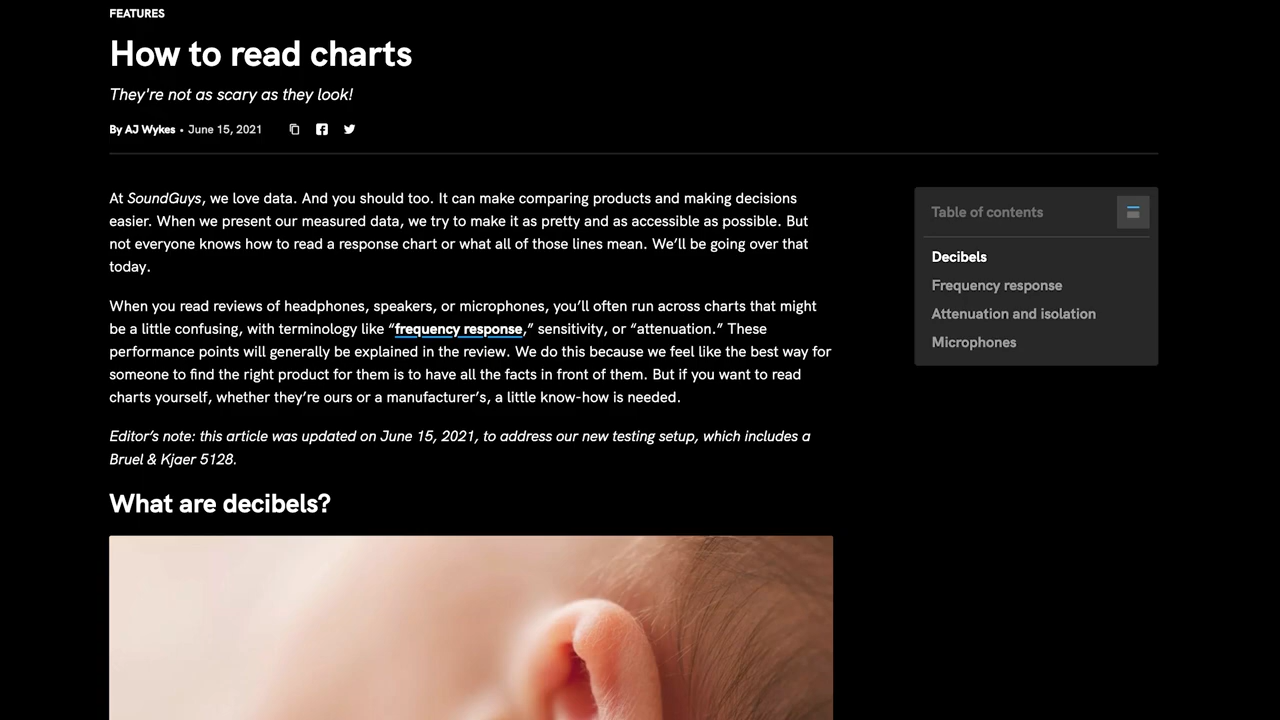 FEATURES
How to read charts
They're not as scary as they look!
By AJ Wykes • June 15, 2021
At SoundGuys, we love data. And you should too. It can make comparing products and making decisions
easier. When we present our measured data, we try to make it as pretty and as accessible as possible. But
not everyone knows how to read a response chart or what all of those lines mean. We’ll be going over that
today.
When you read reviews of headphones, speakers, or microphones, you’ll often run across charts that might
be a little confusing, with terminology like “frequency response,” sensitivity, or “attenuation.” These
performance points will generally be explained in the review. We do this because we feel like the best way for
someone to find the right product for them is to have all the facts in front of them. But if you want to read
charts yourself, whether they’re ours or a manufacturer’s, a little know-how is needed.
Editor’s note: this article was updated on June 15, 2021, to address our new testing setup, which includes a
Bruel & Kjaer 5128.
What are decibels?
Table of contents
Decibels
Frequency response
Attenuation and isolation
Microphones